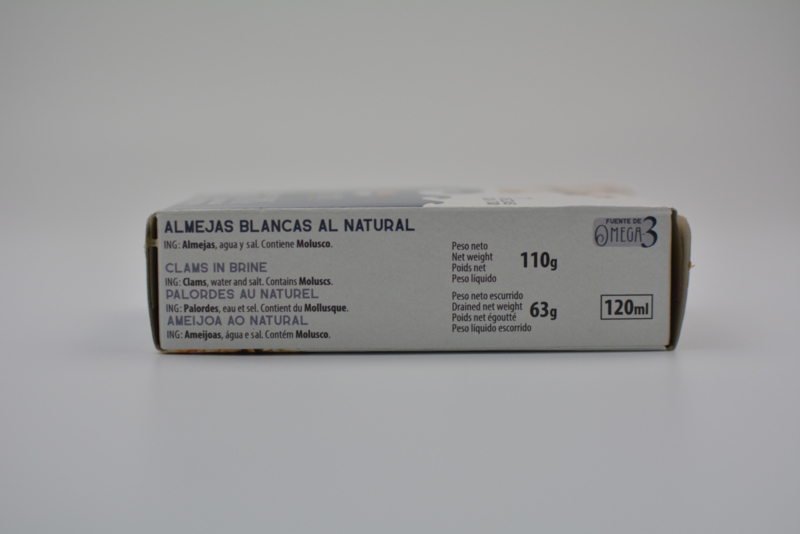 ALMEJAS BLANCAS AL NATURAL
ING: Almejas, agua y sal. Contiene Molusco.
CLAMS IN BRINE
ING: Clams, water and salt. Contains Moluscs.
PALORDES AU NATUREL
ING: Palordes, eau et sel. Contient du Mollusque.
AMEIJOA AO NATURAL
ING: Ameijoas, água e sal. Contém Molusco.
Peso neto
Net weight
Poids net
Peso líquido
110g
Peso neto escurrido
Drained net weight
Poids net égoutté
Peso líquido escorrido
63g
FUENTE DE
OMEGA 3
120ml